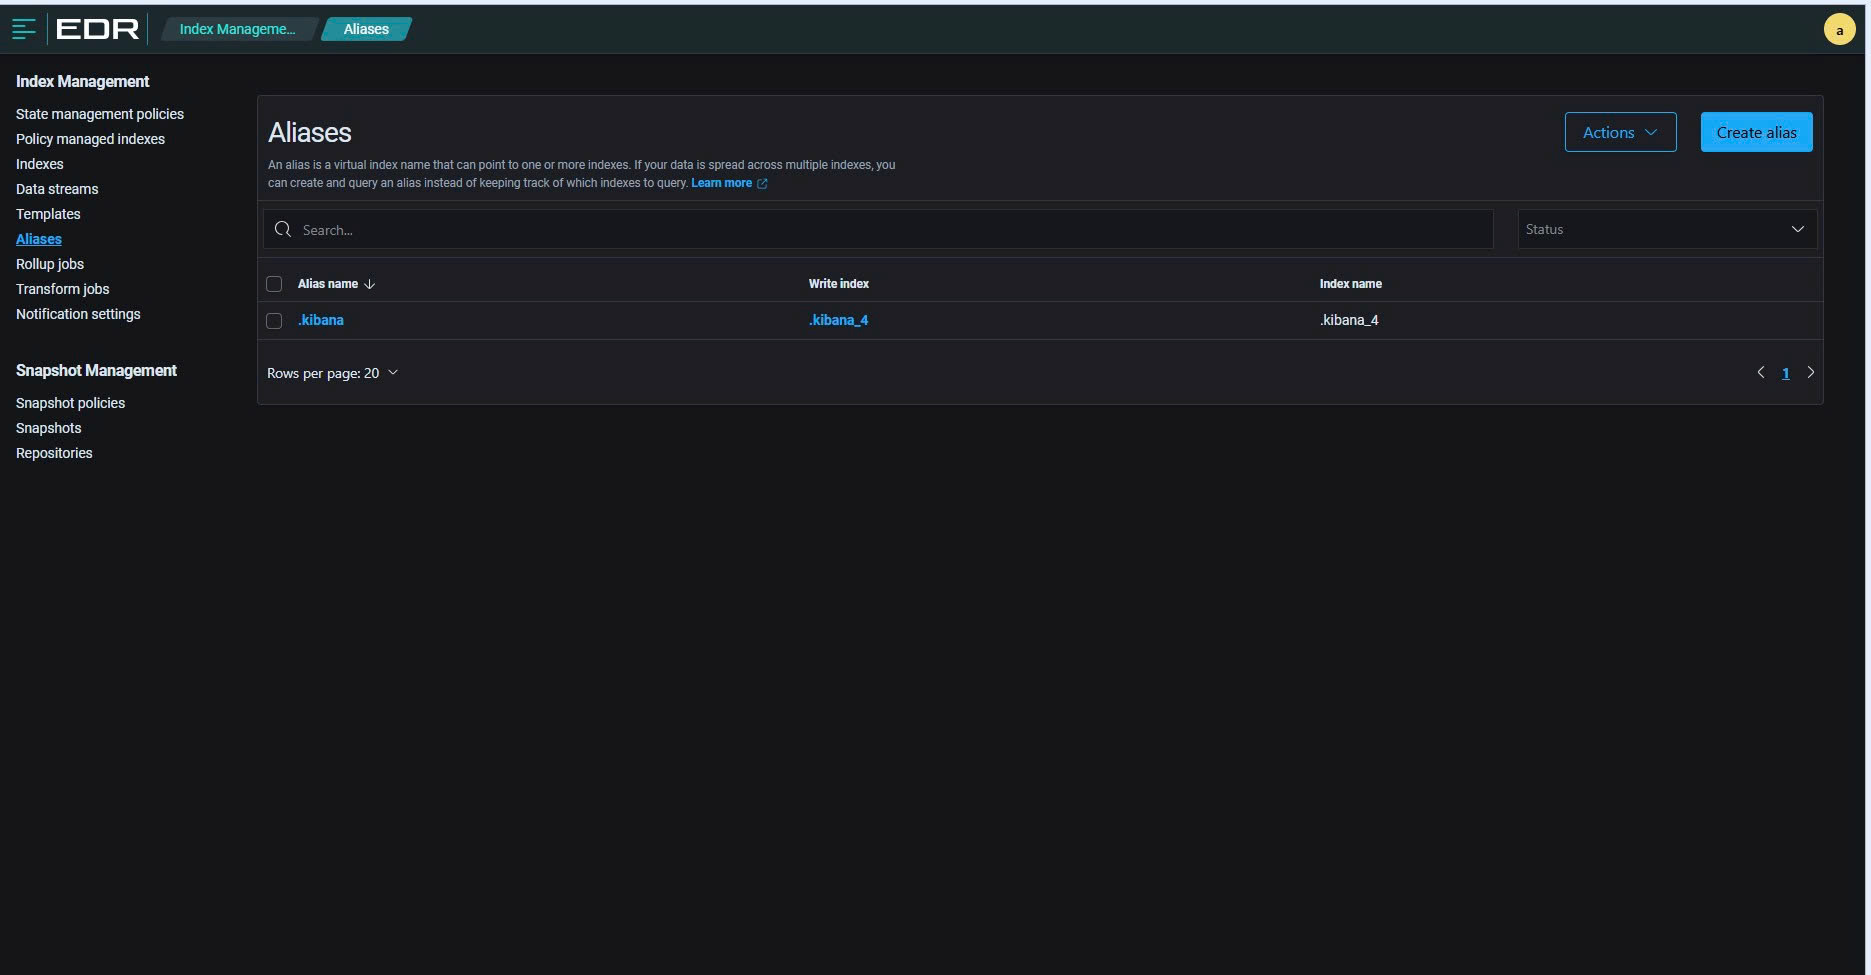 EDR
Index Manageme...
Aliases
a
Index Management
State management policies
Policy managed indexes
Indexes
Data streams
Templates
Aliases
Rollup jobs
Transform jobs
Notification settings
Snapshot Management
Snapshot policies
Snapshots
Repositories
Aliases
An alias is a virtual index name that can point to one or more indexes. If your data is spread across multiple indexes, you
can create and query an alias instead of keeping track of which indexes to query. Learn more
Actions
Create alias
Search...
Status
Alias name
Write index
Index name
.kibana
.kibana_4
.kibana_4
Rows per page: 20
1